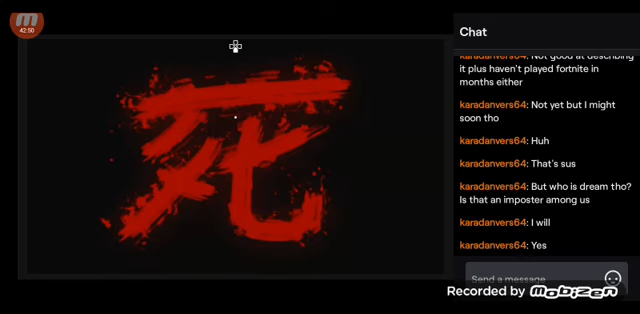 42:50
死
Chat
karadanvers64: Not good at describing
it plus haven't played fortnite in
months either
karadanvers64: Not yet but I might
soon tho
karadanvers64: Huh
karadanvers64: That's sus
karadanvers64: But who is dream tho?
Is that an imposter among us
karadanvers64: I will
karadanvers64: Yes
Send a message
Recorded by Mobizen